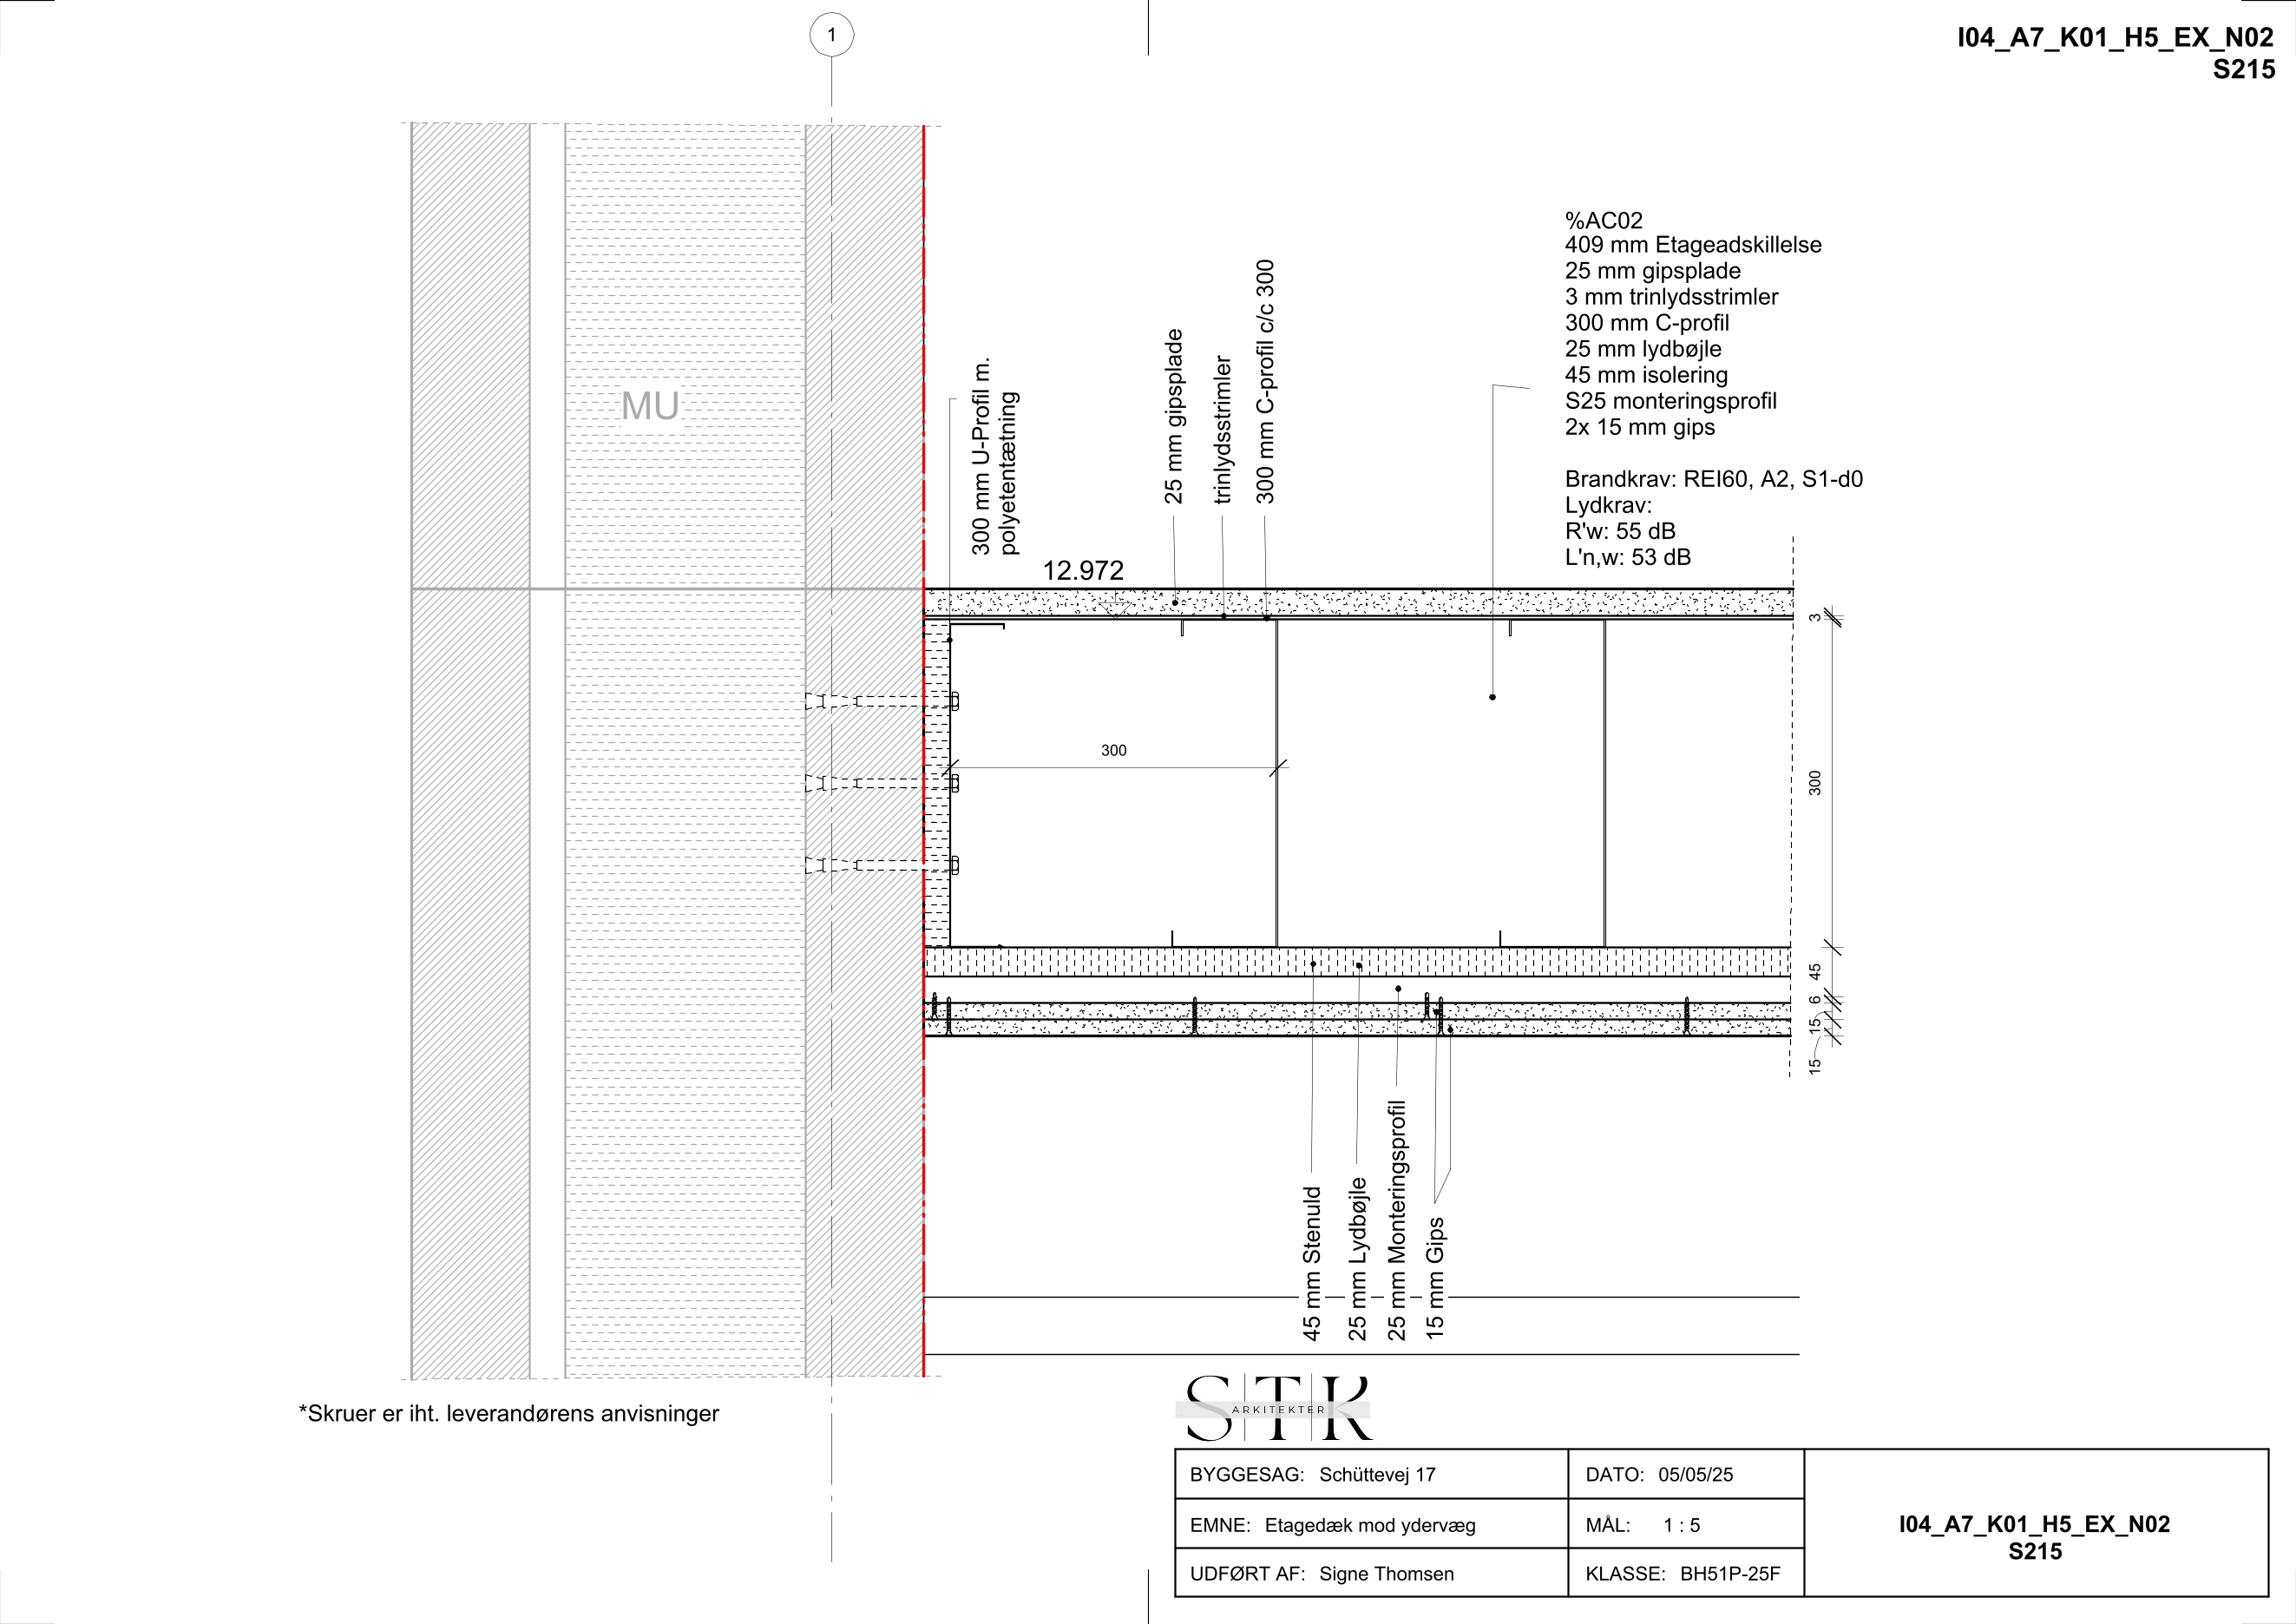 1
I04_A7_K01_H5_EX_N02
S215
MU
300 mm U-Profil m.
polyetentætning
25 mm gipsplade
trinlydsstrimler
300 mm C-profil c/c 300
%AC02
409 mm Etageadskillelse
25 mm gipsplade
3 mm trinlydsstrimler
300 mm C-profil
25 mm lydbøjle
45 mm isolering
S25 monteringsprofil
2x 15 mm gips
Brandkrav: REI60, A2, S1-d0
Lydkrav:
R'w: 55 dB
L'n,w: 53 dB
12.972
300
3
300
45
6
15
15
45 mm Stenuld
25 mm Lydbøjle
25 mm Monteringsprofil
15 mm Gips
*Skruer er iht. leverandørens anvisninger
STK
ARKITEKTER
BYGGESAG: Schüttevej 17
DATO: 05/05/25
EMNE: Etagedæk mod ydervæg
MÅL: 1 : 5
UDFØRT AF: Signe Thomsen
KLASSE: BH51P-25F
I04_A7_K01_H5_EX_N02
S215